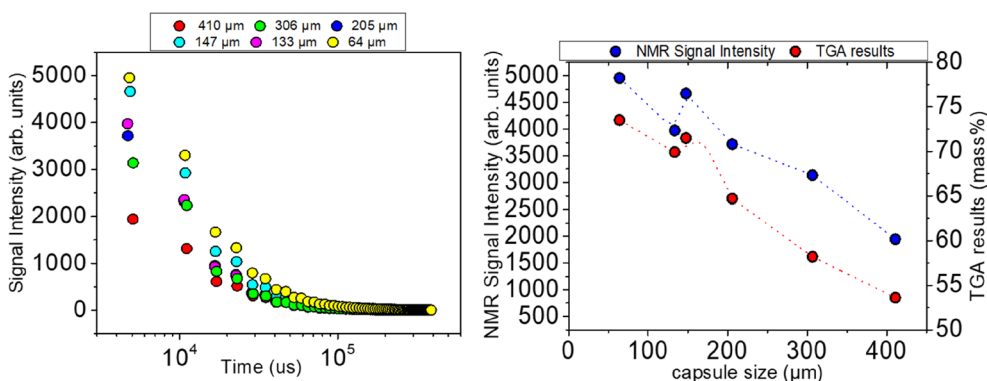 410 µm 306 µm 205 µm
147 µm 133 µm 64 µm
Signal Intensity (arb. units)
5000
4000
3000
2000
1000
0
10^4 10^5
Time (us)
NMR Signal Intensity TGA results
NMR Signal Intensity (arb. units)
5000
4500
4000
3500
3000
2500
2000
1500
1000
500
80
75
70
65
60
55
50
TGA results (mass%)
0 100 200 300 400
capsule size (µm)